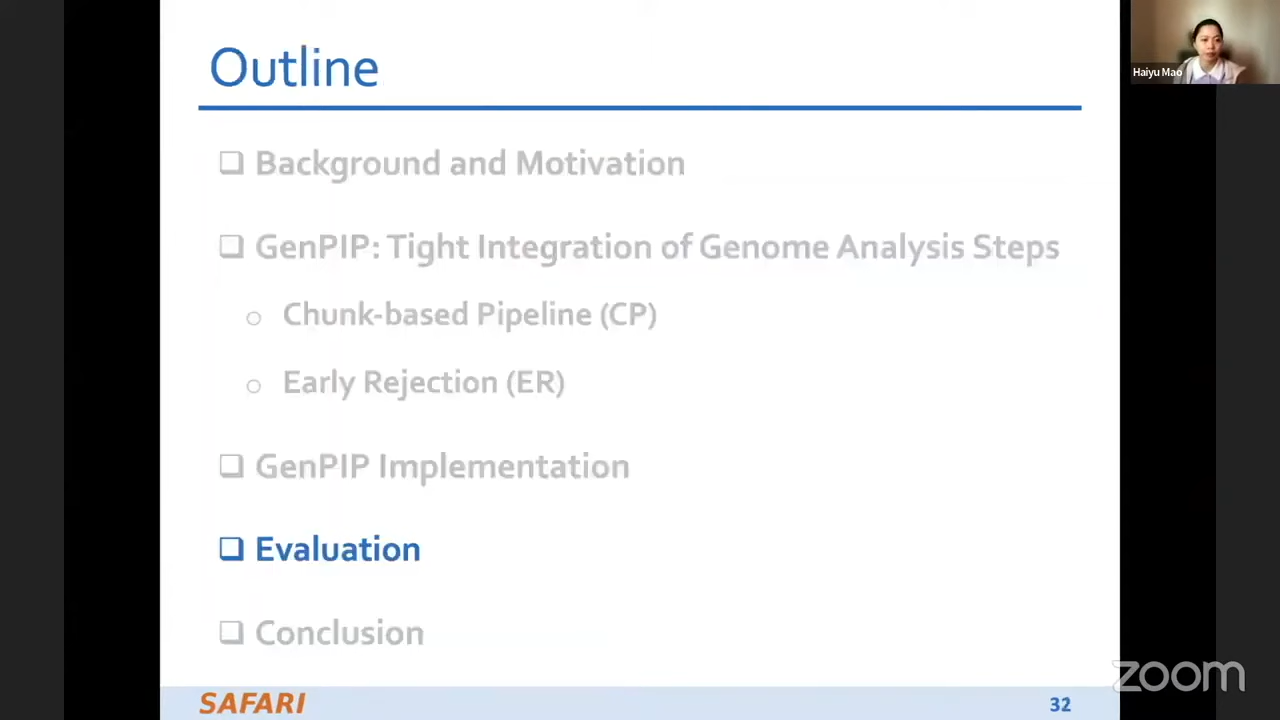 Outline
Haiyu Mao
Background and Motivation
GenPIP: Tight Integration of Genome Analysis Steps
Chunk-based Pipeline (CP)
Early Rejection (ER)
GenPIP Implementation
Evaluation
Conclusion
SAFARI
32
zoom